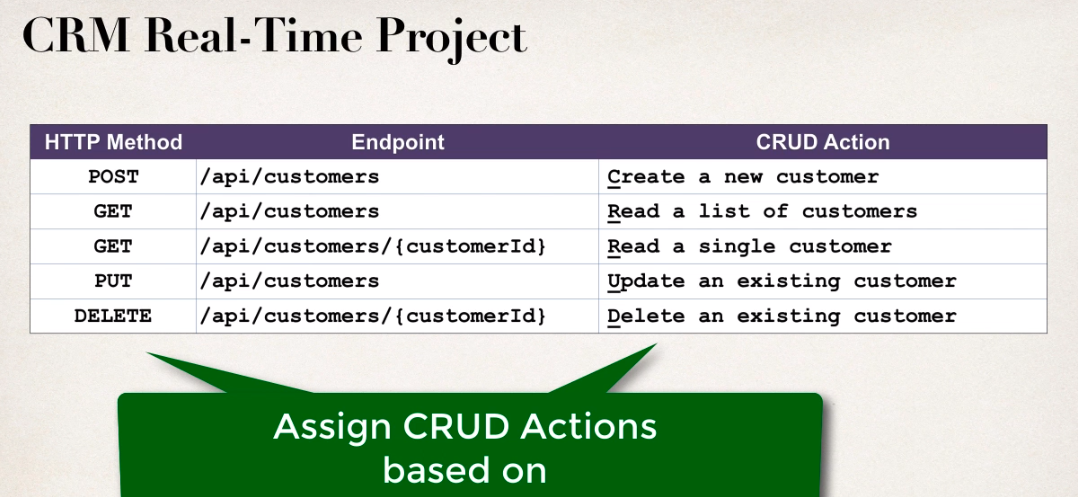 CRM Real-Time Project
HTTP Method Endpoint CRUD Action
POST /api/customers Create a new customer
GET /api/customers Read a list of customers
GET /api/customers/{customerId} Read a single customer
PUT /api/customers Update an existing customer
DELETE /api/customers/{customerId} Delete an existing customer
Assign CRUD Actions
based on